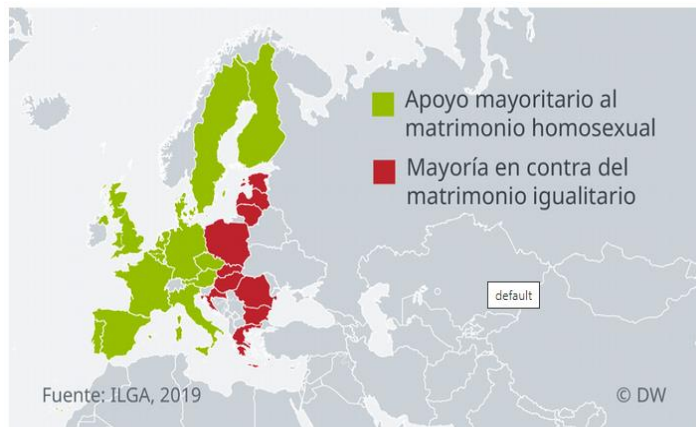 Apoyo mayoritario al
matrimonio homosexual
Mayoría en contra del
matrimonio igualitario
default
Fuente: ILGA, 2019
© DW